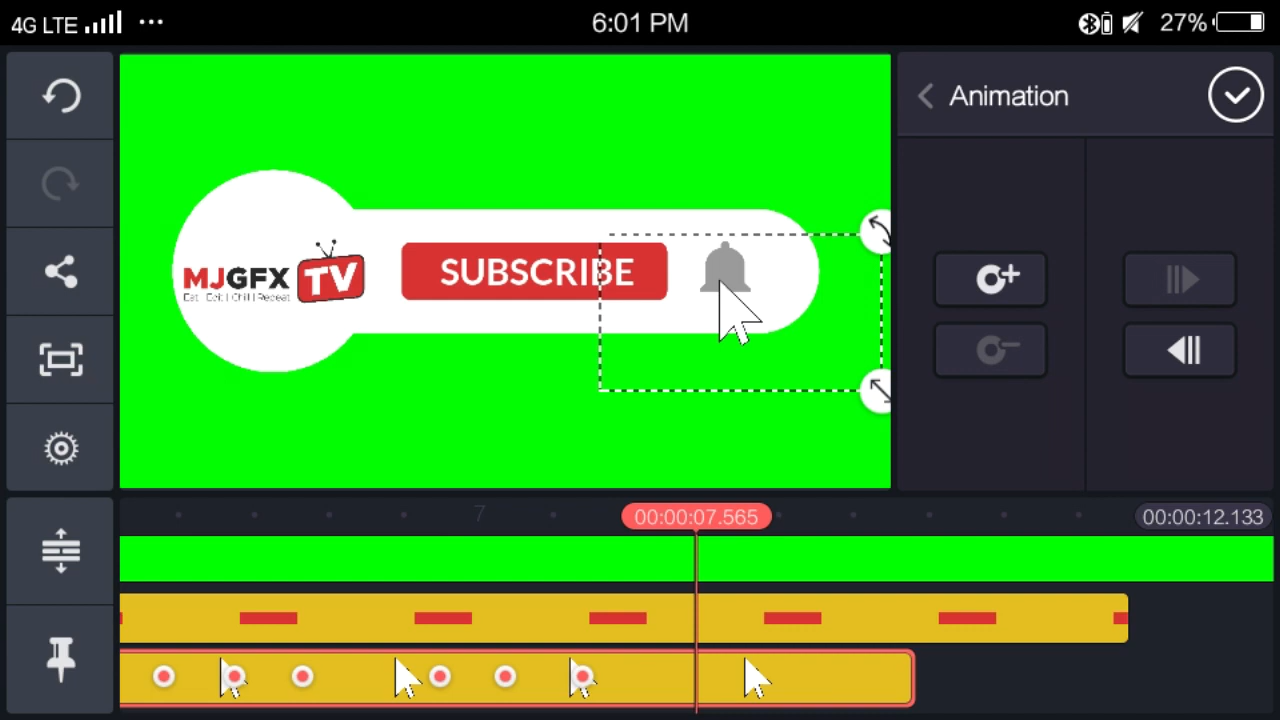 4G LTE
6:01 PM
27%
Animation
MJGFX TV
Eat | Edit | Chill | Repeat
SUBSCRIBE
7
00:00:07.565
00:00:12.133